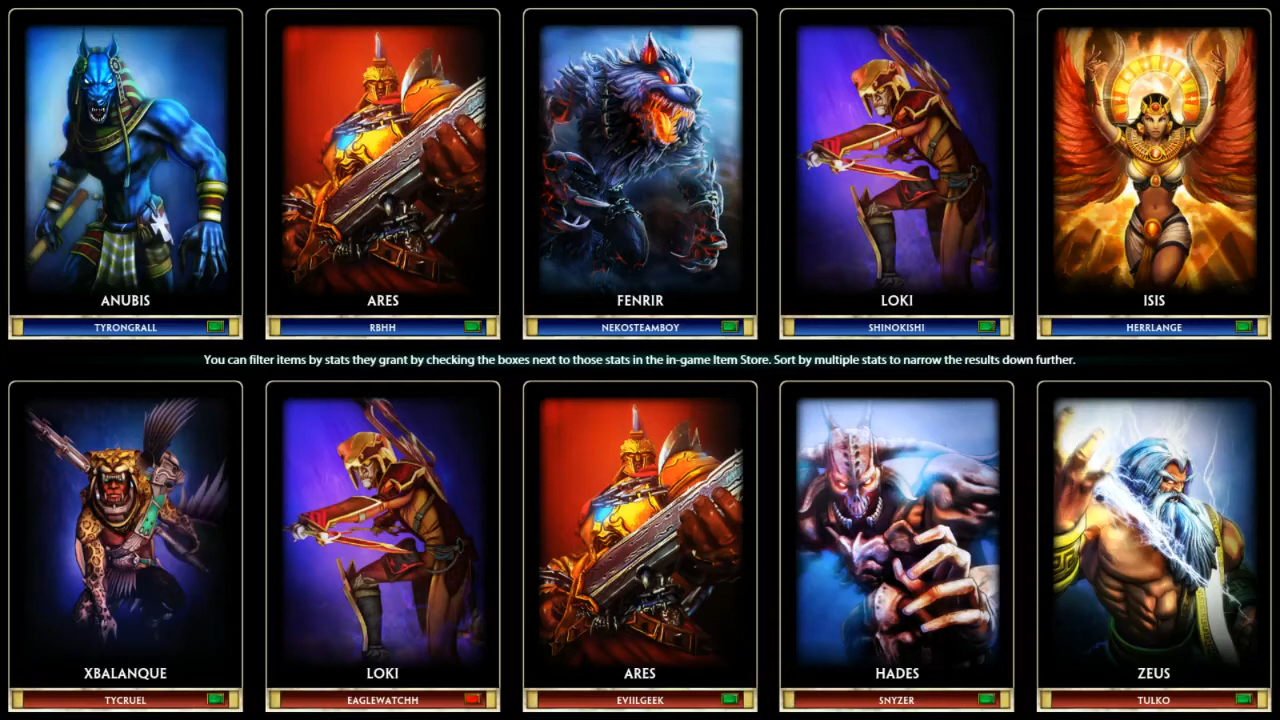 ANUBIS
ARES
FENRIR
LOKI
ISIS
TYRONGRALL
RBHH
NEKOSTEAMBOY
SHINOKISHI
HERRLANGE
You can filter items by stats they grant by checking the boxes next to those stats in the in-game Item Store. Sort by multiple stats to narrow the results down further.
XBALANQUE
LOKI
ARES
HADES
ZEUS
TYCRUEL
EAGLEWATCHH
EVIILGEEK
SNYZER
TULKO